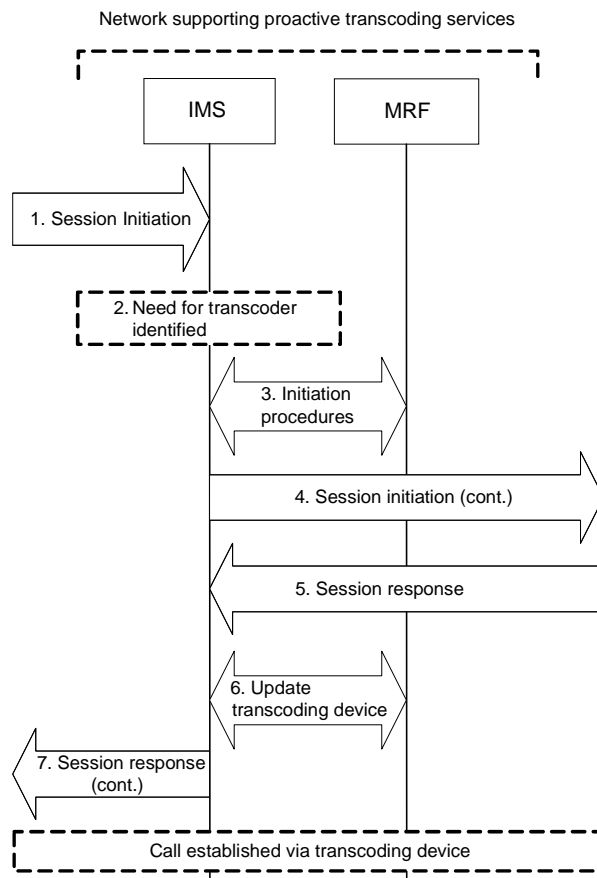 Network supporting proactive transcoding services
IMS
MRF
1. Session Initiation
2. Need for transcoder
identified
3. Initiation
procedures
4. Session initiation (cont.)
5. Session response
6. Update
transcoding device
7. Session response
(cont.)
Call established via transcoding device